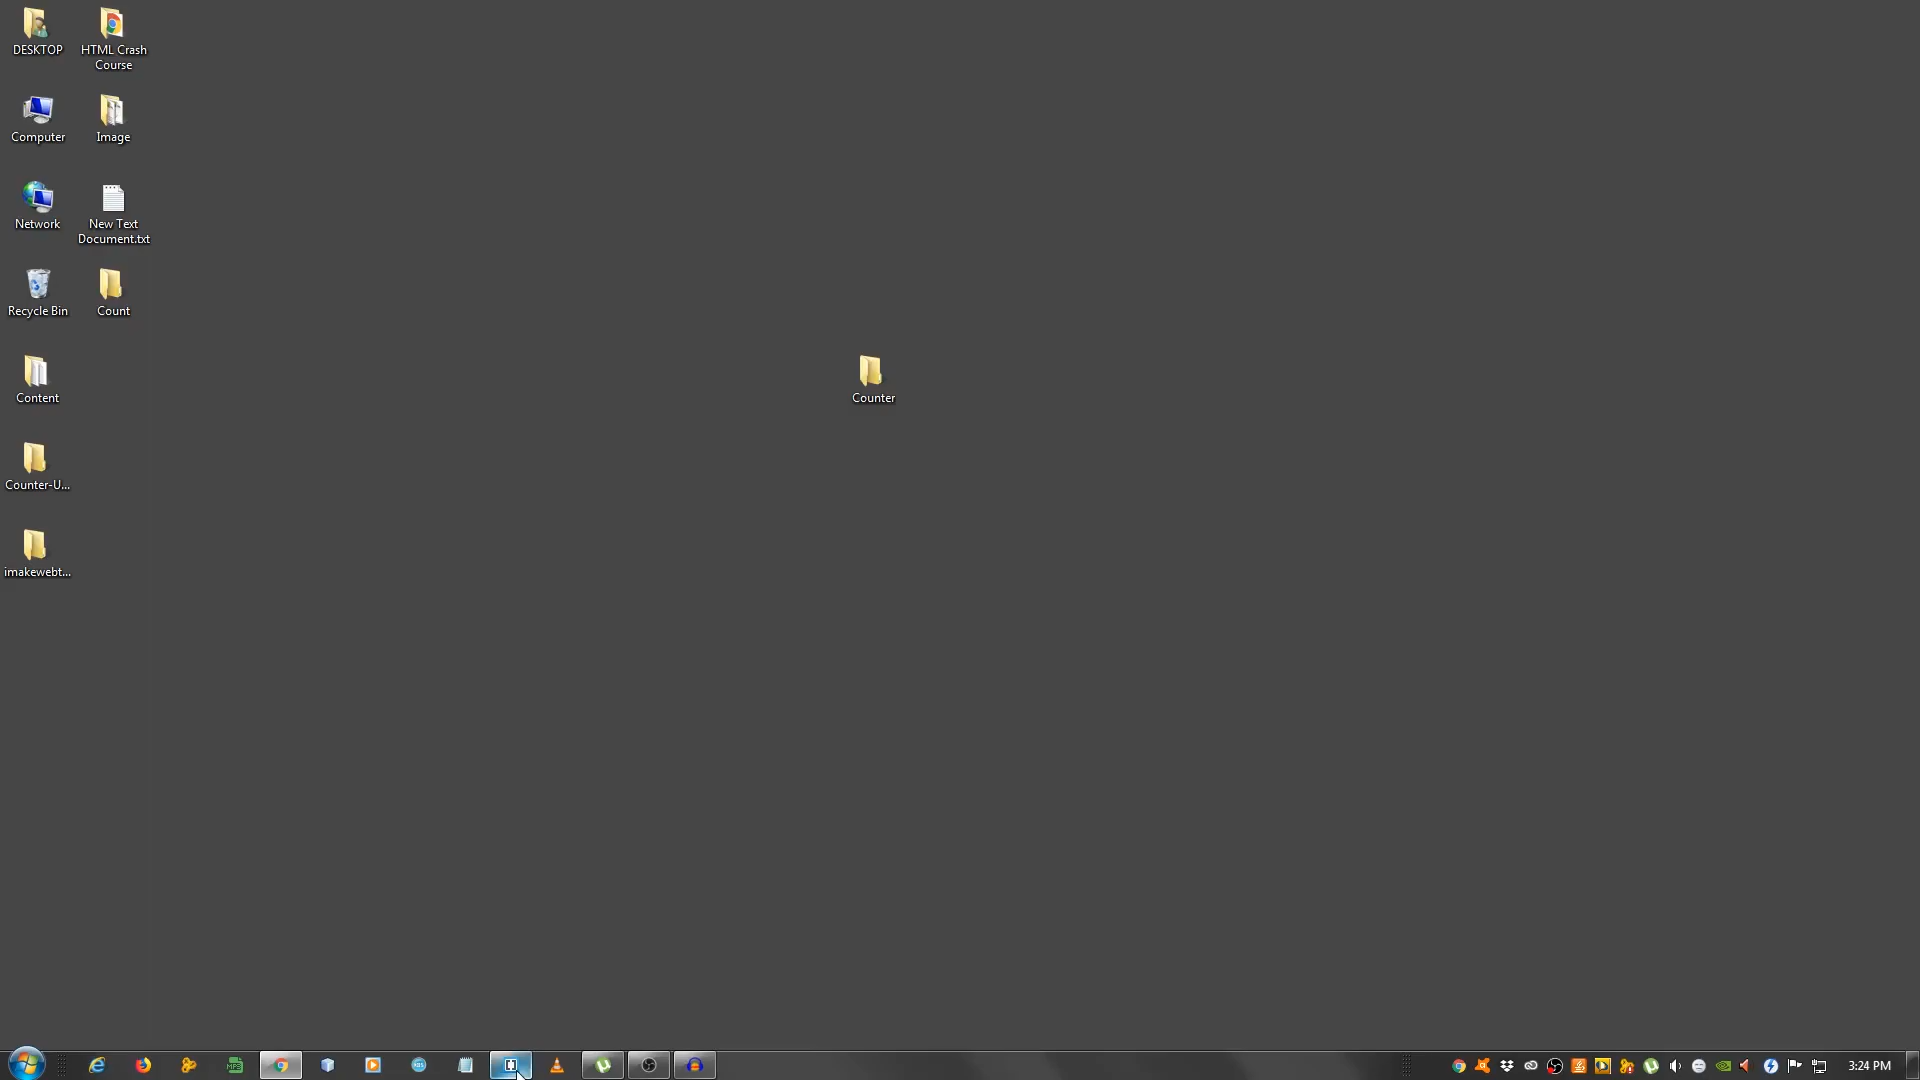 DESKTOP
HTML Crash
Course
Computer
Image
Network
New Text
Document.txt
Recycle Bin
Count
Content
Counter
Counter-U...
imakewebt...
3:24 PM